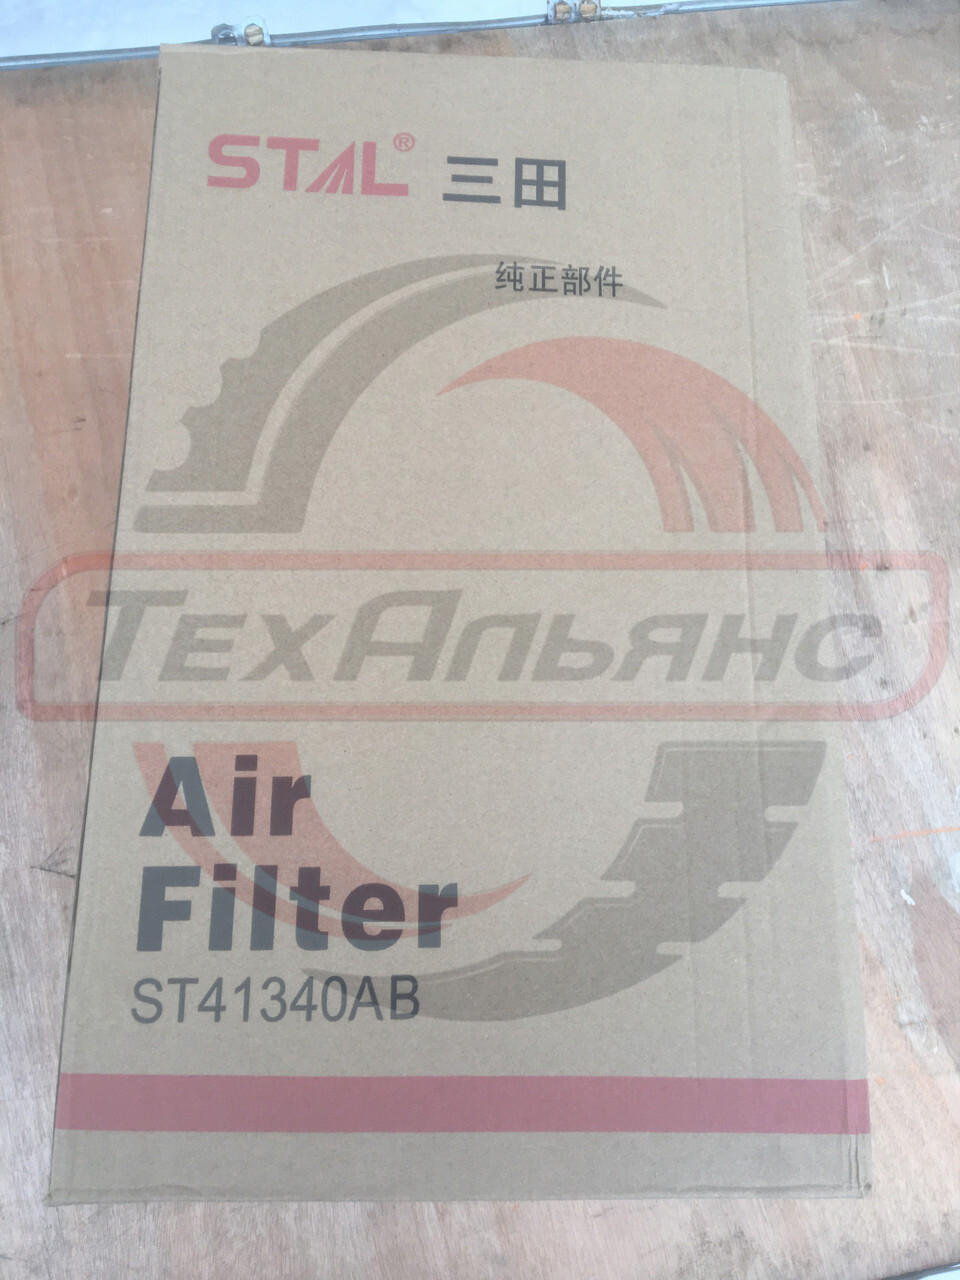 STAL® 三田
纯正部件
ТехАльянс
Air
Filter
ST41340AB